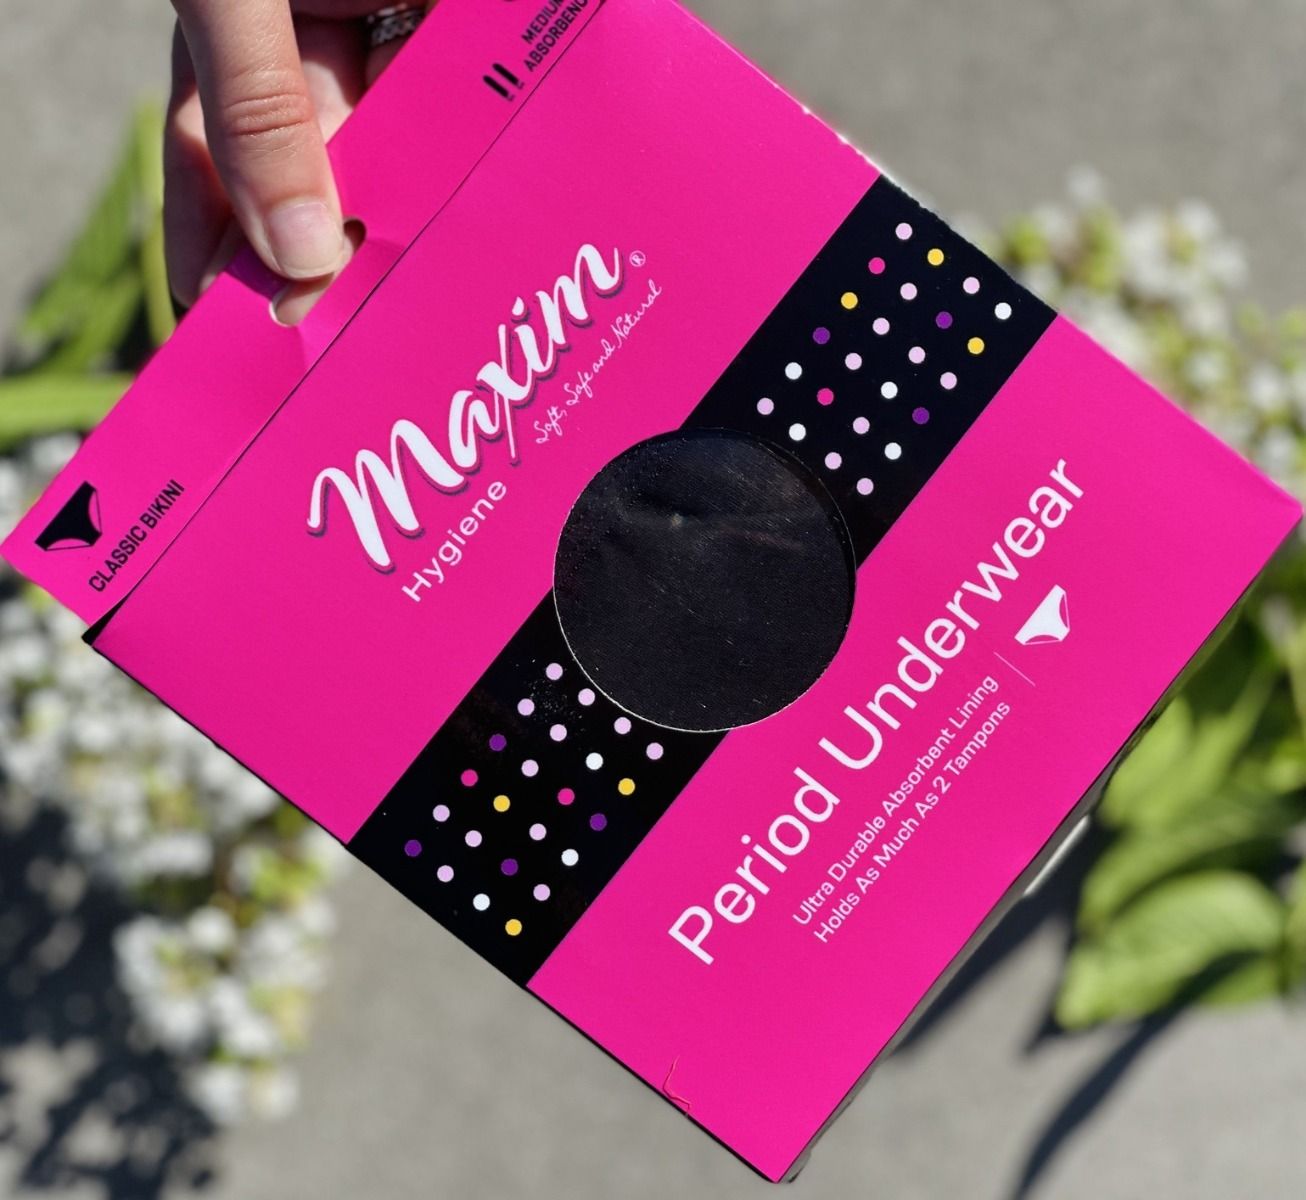 MEDIUM
ABSORBENC
CLASSIC BIKINI
Maxim®
Soft, Safe and Natural
Hygiene
Period Underwear
Ultra Durable Absorbent Lining
Holds As Much As 2 Tampons